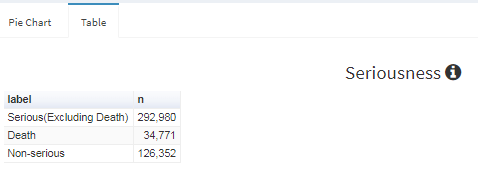 Pie Chart Table
Seriousness
label n
Serious(Excluding Death) 292,980
Death 34,771
Non-serious 126,352